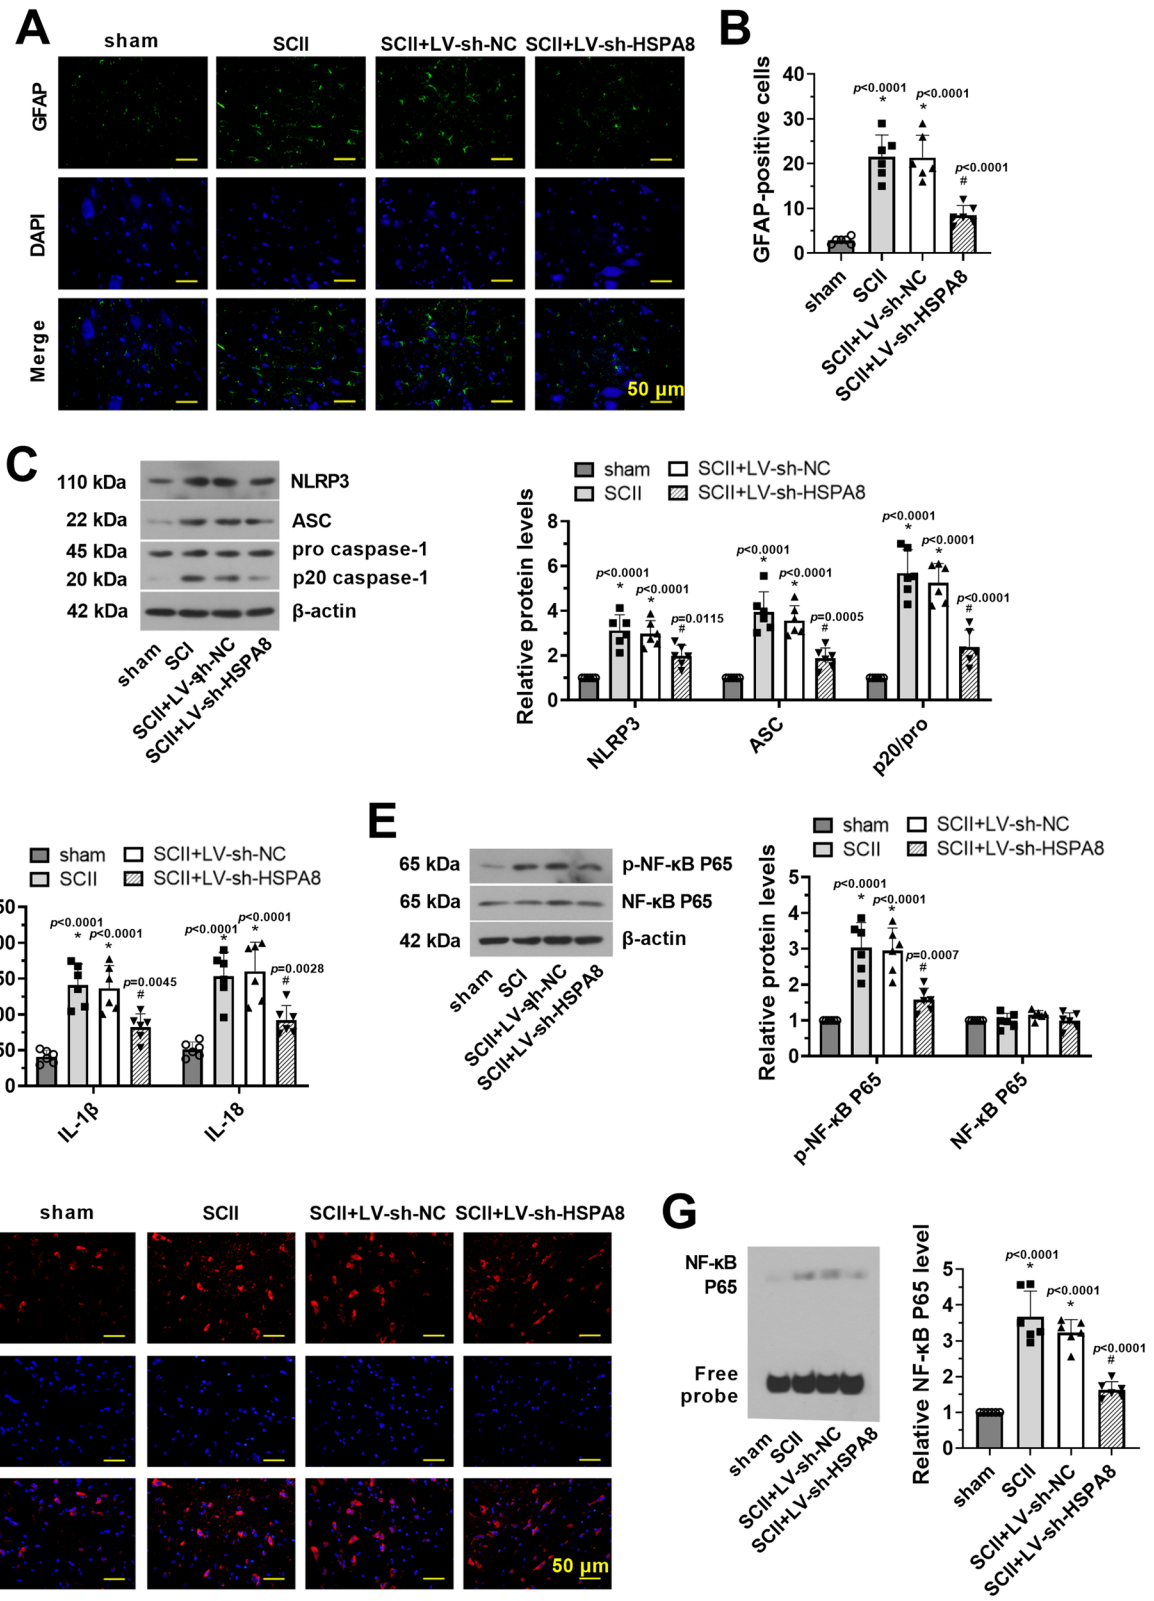 A
sham
SCII
SCII+LV-sh-NC
SCII+LV-sh-HSPA8
GFAP
DAPI
Merge
50 μm
B
GFAP-positive cells
40
30
20
10
0
p<0.0001
*
p<0.0001
*
p<0.0001
#
sham
SCII
SCII+LV-sh-NC
SCII+LV-sh-HSPA8
C
110 kDa
NLRP3
22 kDa
ASC
45 kDa
pro caspase-1
20 kDa
p20 caspase-1
42 kDa
β-actin
sham
SCI
SCII+LV-sh-NC
SCII+LV-sh-HSPA8
sham
SCII+LV-sh-NC
SCII
SCII+LV-sh-HSPA8
Relative protein levels
8
6
4
2
0
p<0.0001
*
p<0.0001
*
p=0.0115
#
p<0.0001
*
p<0.0001
*
p=0.0005
#
p<0.0001
*
p<0.0001
*
p<0.0001
#
NLRP3
ASC
p20/pro
sham
SCII+LV-sh-NC
SCII
SCII+LV-sh-HSPA8
50
00
50
00
50
0
p<0.0001
*
p<0.0001
*
p=0.0045
#
p<0.0001
*
p<0.0001
*
p=0.0028
#
IL-1β
IL-18
E
65 kDa
p-NF-κB P65
65 kDa
NF-κB P65
42 kDa
β-actin
sham
SCI
SCII+LV-sh-NC
SCII+LV-sh-HSPA8
sham
SCII+LV-sh-NC
SCII
SCII+LV-sh-HSPA8
Relative protein levels
5
4
3
2
1
0
p<0.0001
*
p<0.0001
*
p=0.0007
#
p-NF-κB P65
NF-κB P65
sham
SCII
SCII+LV-sh-NC
SCII+LV-sh-HSPA8
50 μm
G
NF-κB
P65
Free
probe
sham
SCII
SCII+LV-sh-NC
SCII+LV-sh-HSPA8
Relative NF-κB P65 level
5
4
3
2
1
0
p<0.0001
*
p<0.0001
*
p<0.0001
#
sham
SCII
SCII+LV-sh-NC
SCII+LV-sh-HSPA8